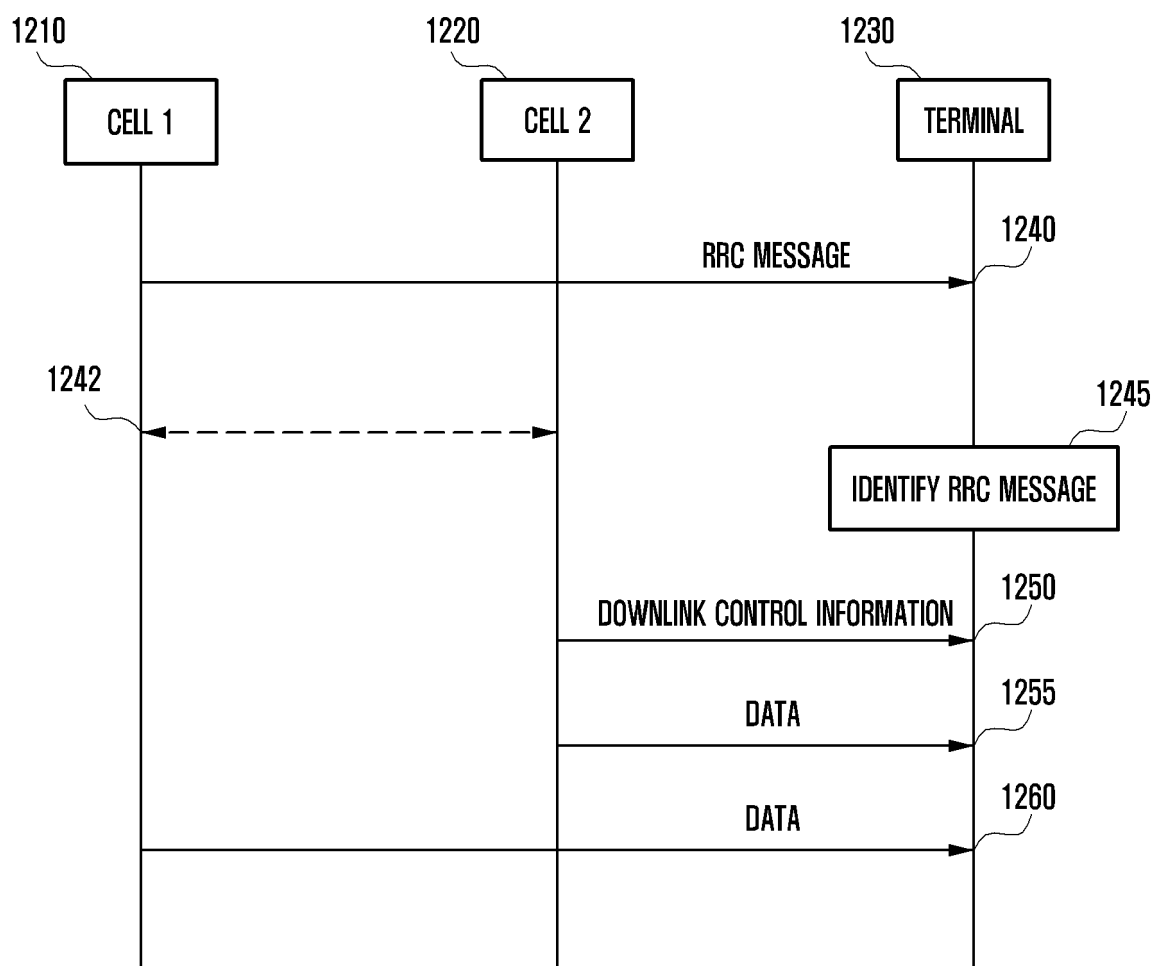 1210
1220
1230
CELL 1
CELL 2
TERMINAL
1240
RRC MESSAGE
1242
1245
IDENTIFY RRC MESSAGE
1250
DOWNLINK CONTROL INFORMATION
1255
DATA
1260
DATA